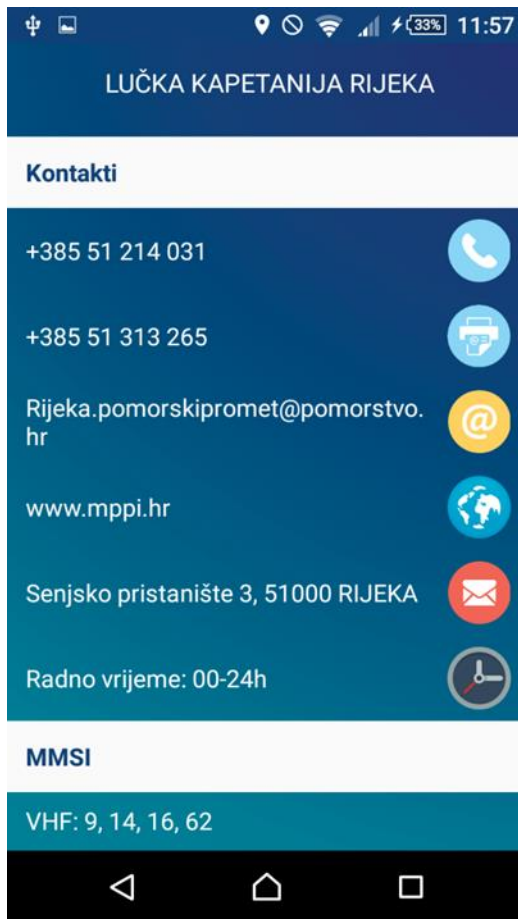 33% 11:57
LUČKA KAPETANIJA RIJEKA
Kontakti
+385 51 214 031
+385 51 313 265
Rijeka.pomorskipromet@pomorstvo.
hr
@
www.mppi.hr
Senjsko pristanište 3, 51000 RIJEKA
Radno vrijeme: 00-24h
MMSI
VHF: 9, 14, 16, 62